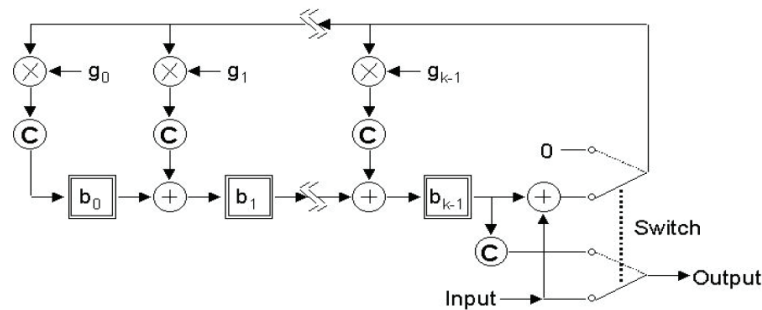 g0 g1 gk-1
C C C
0
b0 b1 bk-1
Switch
C
Output
Input